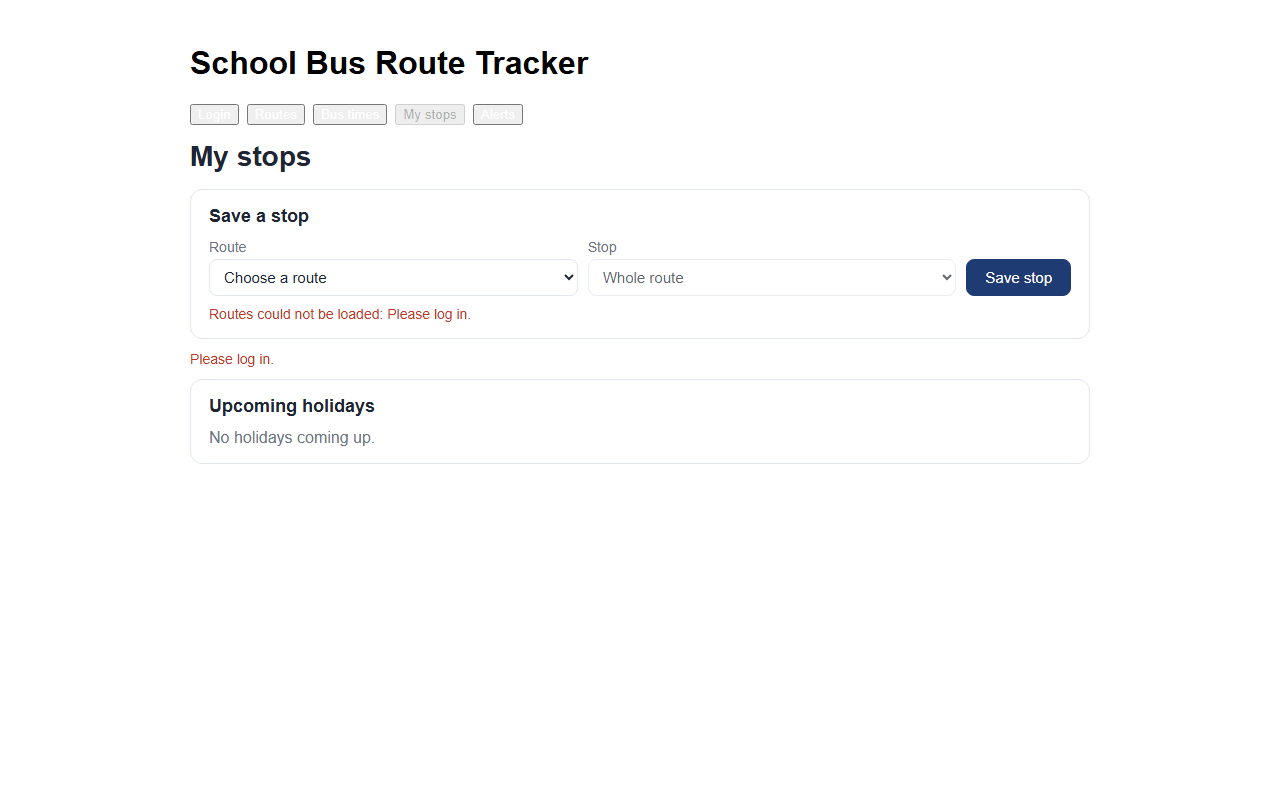 School Bus Route Tracker
Login Routes Bus times My stops Alerts
My stops
Save a stop
Route Stop
Choose a route Whole route Save stop
Routes could not be loaded: Please log in.
Please log in.
Upcoming holidays
No holidays coming up.